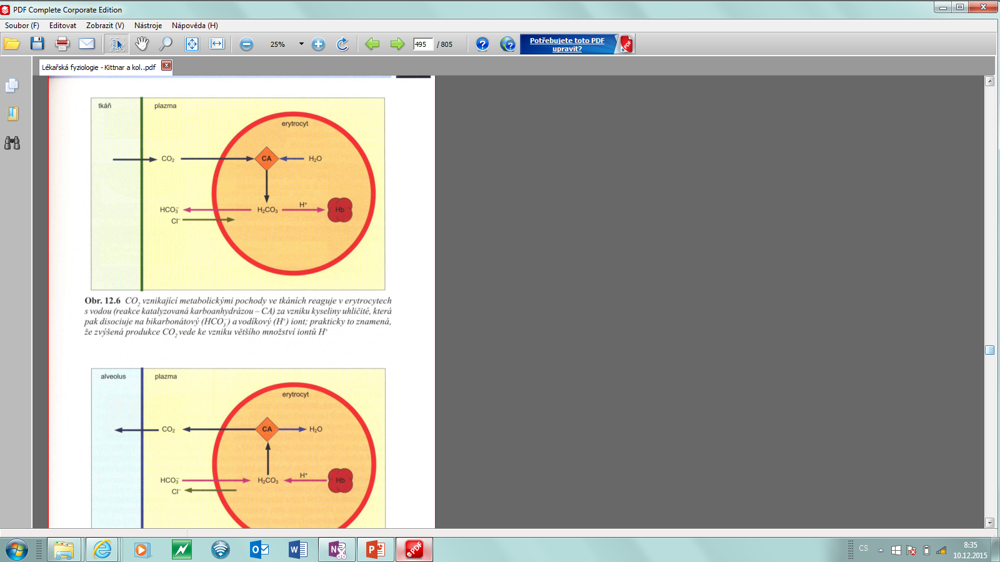 PDF Complete Corporate Edition
Soubor (F) Editovat Zobrazit (V) Nástroje Nápověda (H)
25% 495 / 805 Potřebujete toto PDF
upravit?
Lékařská fyziologie - Kittnar a kol..pdf
tkáň plazma
erytrocyt
CO₂ CA H₂O
HCO₃⁻ H₂CO₃ H⁺ Hb
Cl⁻
Obr. 12.6 CO₂ vznikající metabolickými pochody ve tkáních reaguje v erytrocytech
s vodou (reakce katalyzovaná karboanhydrázou – CA) za vzniku kyseliny uhličité, která
pak disociuje na bikarbonátový (HCO₃⁻) a vodíkový (H⁺) iont; prakticky to znamená,
že zvýšená produkce CO₂ vede ke vzniku většího množství iontů H⁺
alveolus plazma
erytrocyt
CO₂ CA H₂O
HCO₃⁻ H₂CO₃ H⁺ Hb
Cl⁻
CS 8:35
10.12.2015